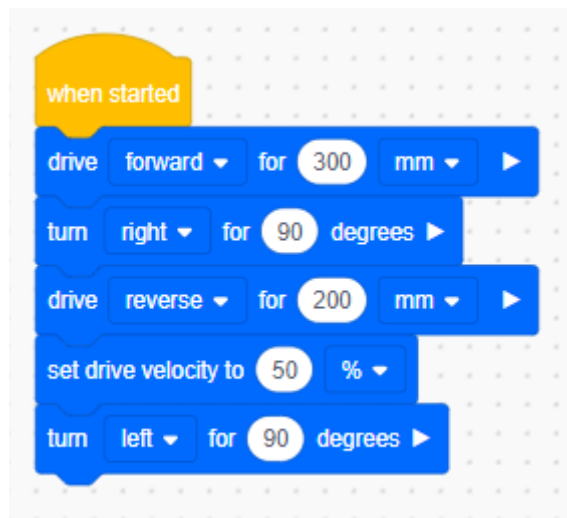 when started
drive forward for 300 mm
turn right for 90 degrees
drive reverse for 200 mm
set drive velocity to 50 %
turn left for 90 degrees